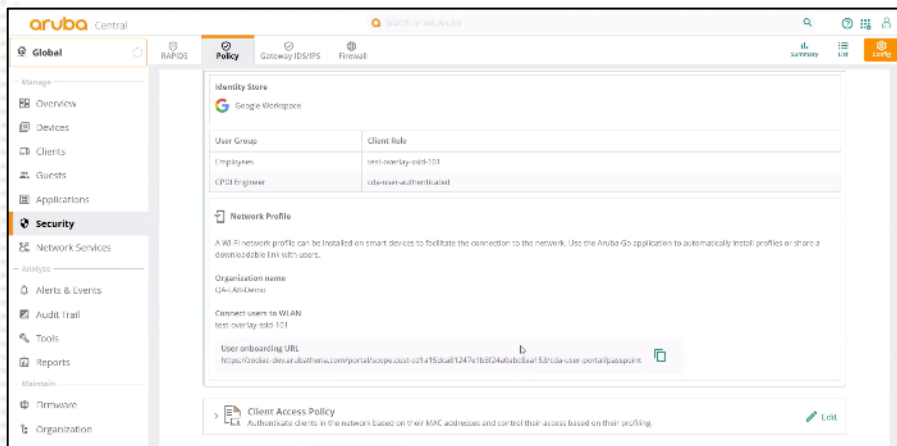 aruba Central
Search or ask Aruba
Global
RAPIDS
Policy
Gateway IDS/IPS
Firewall
Summary
List
Config
Manage
Overview
Devices
Clients
Guests
Applications
Security
Network Services
Analyze
Alerts & Events
Audit Trail
Tools
Reports
Maintain
Firmware
Organization
Identity Store
Google Workspace
User Group Client Role
Employees test-overlay-ssid-101
CPDI Engineer cda-user-authenticated
Network Profile
A Wi-Fi network profile can be installed on smart devices to facilitate the connection to the network. Use the Aruba Go application to automatically install profiles or share a
downloadable link with users.
Organization name
QA-LAB-Demo
Connect users to WLAN
test-overlay-ssid-101
User onboarding URL
Client Access Policy
Authenticate clients in the network based on their MAC addresses and control their access based on their profiling.
Edit